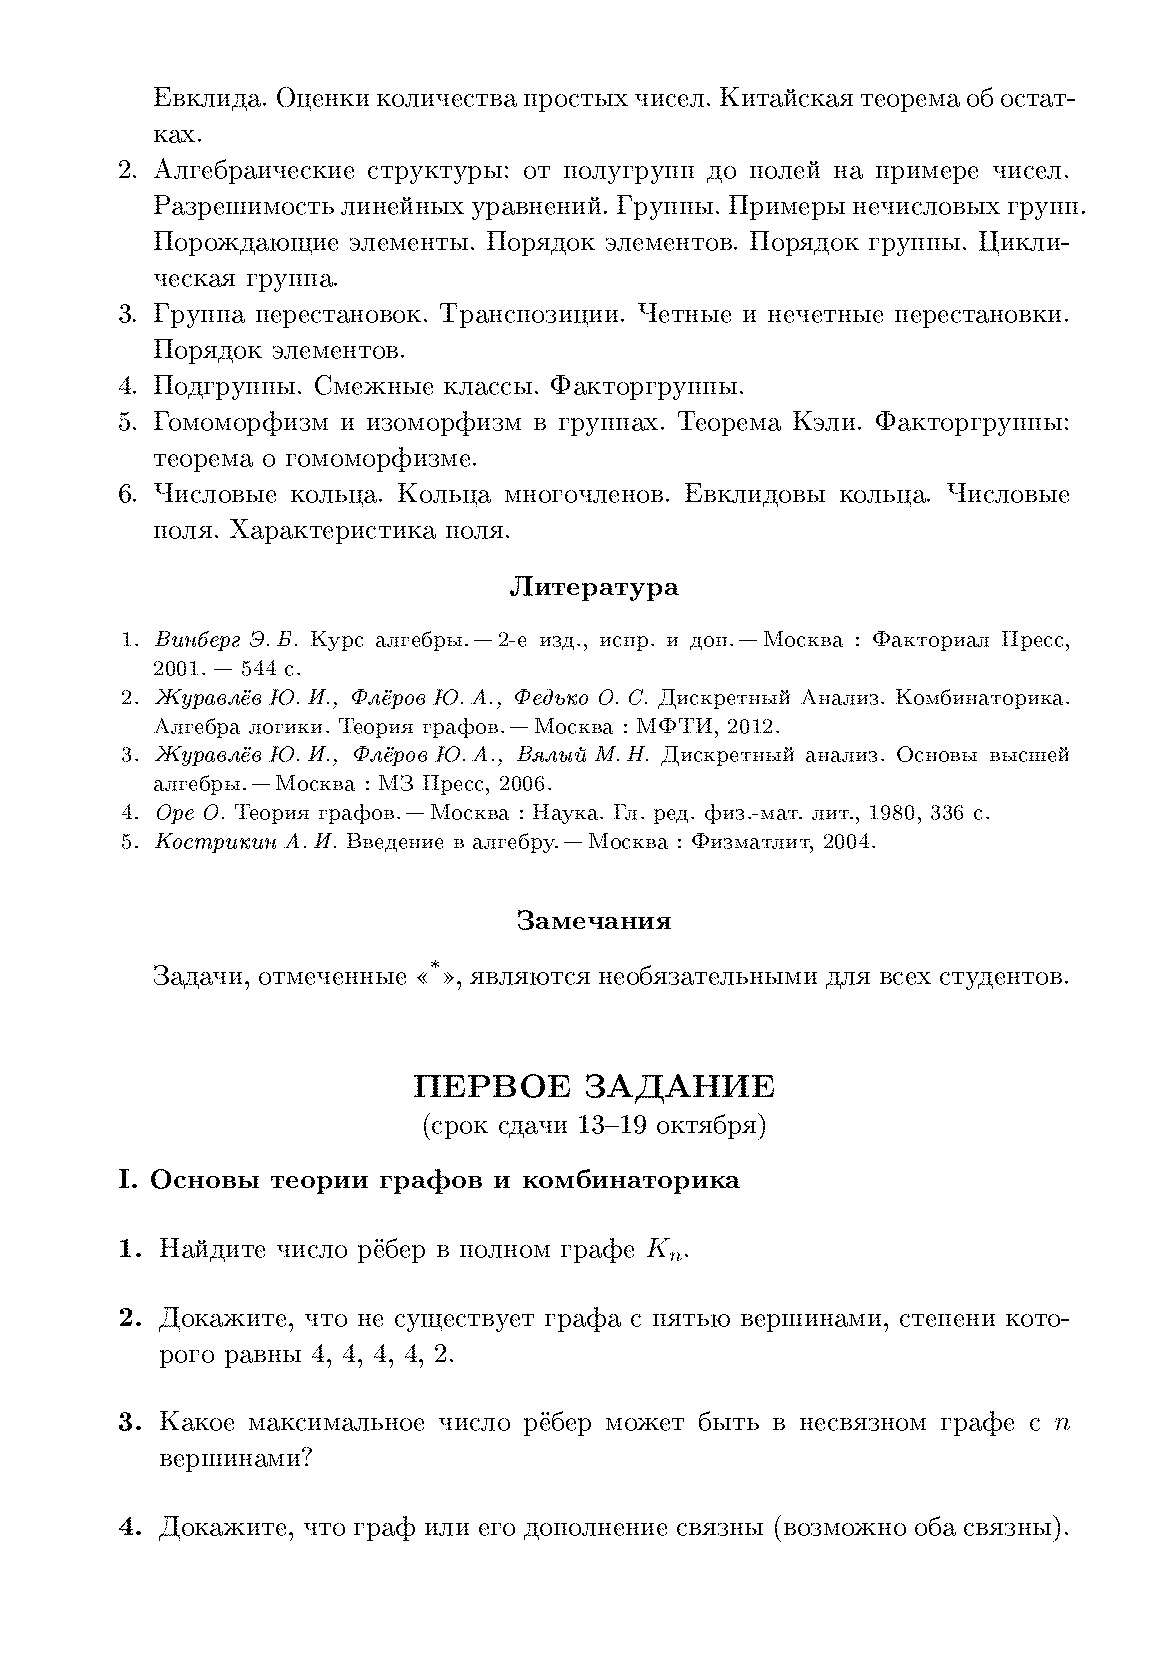 Евклида. Оценки количества простых чисел. Китайская теорема об остат-
ках.
2. Алгебраические структуры: от полугрупп до полей на примере чисел.
Разрешимость линейных уравнений. Группы. Примеры нечисловых групп.
Порождающие элементы. Порядок элементов. Порядок группы. Цикли-
ческая группа.
3. Группа перестановок. Транспозиции. Четные и нечетные перестановки.
Порядок элементов.
4. Подгруппы. Смежные классы. Факторгруппы.
5. Гомоморфизм и изоморфизм в группах. Теорема Кэли. Факторгруппы:
теорема о гомоморфизме.
6. Числовые кольца. Кольца многочленов. Евклидовы кольца. Числовые
поля. Характеристика поля.
Литература
1. Винберг Э. Б. Курс алгебры. — 2-е изд., испр. и доп. — Москва : Факториал Пресс,
2001. — 544 с.
2. Журавлёв Ю. И., Флёров Ю. А., Федько О. С. Дискретный Анализ. Комбинаторика.
Алгебра логики. Теория графов. — Москва : МФТИ, 2012.
3. Журавлёв Ю. И., Флёров Ю. А., Вялый М. Н. Дискретный анализ. Основы высшей
алгебры. — Москва : МЗ Пресс, 2006.
4. Оре О. Теория графов. — Москва : Наука. Гл. ред. физ.-мат. лит., 1980, 336 с.
5. Кострикин А. И. Введение в алгебру. — Москва : Физматлит, 2004.
Замечания
Задачи, отмеченные «*», являются необязательными для всех студентов.
ПЕРВОЕ ЗАДАНИЕ
(срок сдачи 13–19 октября)
I. Основы теории графов и комбинаторика
1. Найдите число рёбер в полном графе Kₙ.
2. Докажите, что не существует графа с пятью вершинами, степени кото-
рого равны 4, 4, 4, 4, 2.
3. Какое максимальное число рёбер может быть в несвязном графе с n
вершинами?
4. Докажите, что граф или его дополнение связны (возможно оба связны).